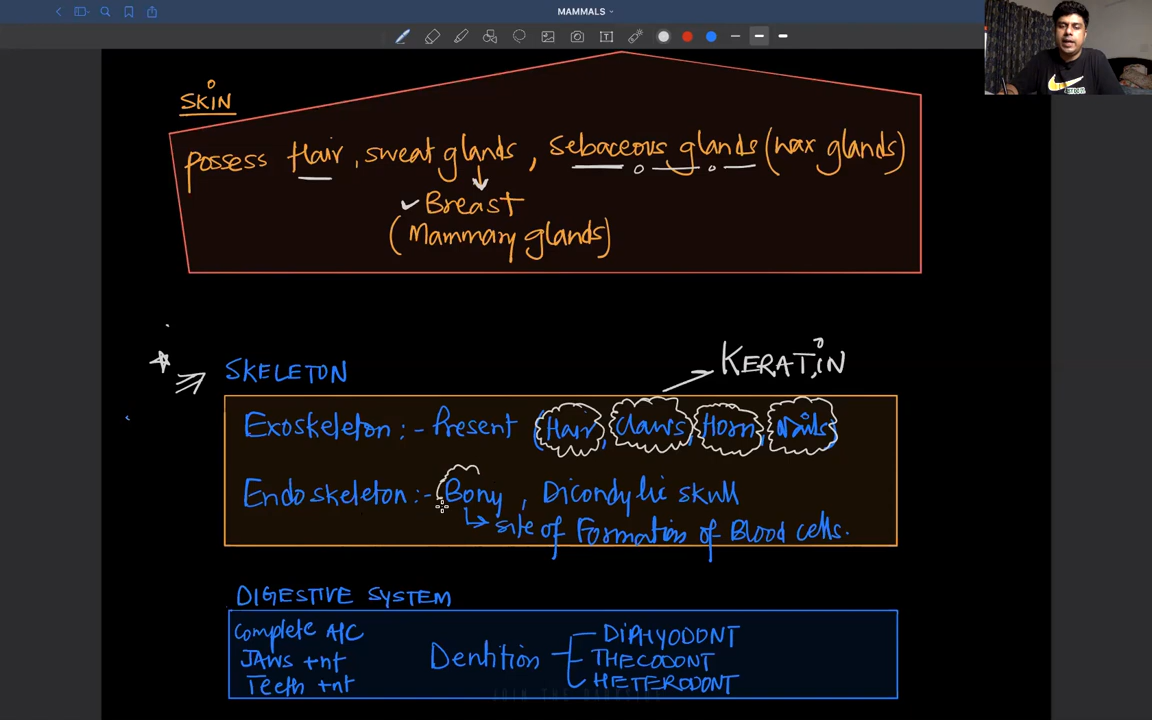 MAMMALS
SKIN
possess Hair, sweat glands, sebaceous glands (wax glands)
Breast
(Mammary glands)
KERATIN
SKELETON
Exoskeleton :- Present (Hair, Claws, Horn, Nails)
Endoskeleton :- Bony, Dicondylic skull
site of Formation of Blood cells.
DIGESTIVE SYSTEM
Complete A/C
JAws +nt
Teeth +nt
Dentition
DIPHYODONT
THECODONT
HETERODONT